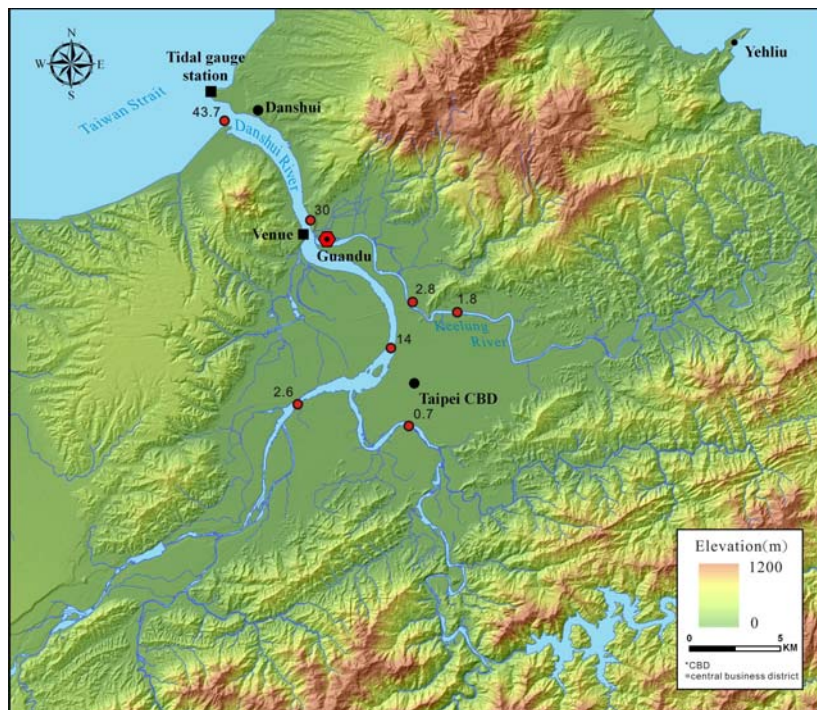 N
W E
S
Tidal gauge
station
Yehliu
Taiwan Strait
43.7
Danshui
Danshui River
30
Venue
Guandu
2.8
1.8
Keelung
River
14
2.6
Taipei CBD
0.7
Elevation(m)
1200
0
0 5
KM
*CBD
=central business district